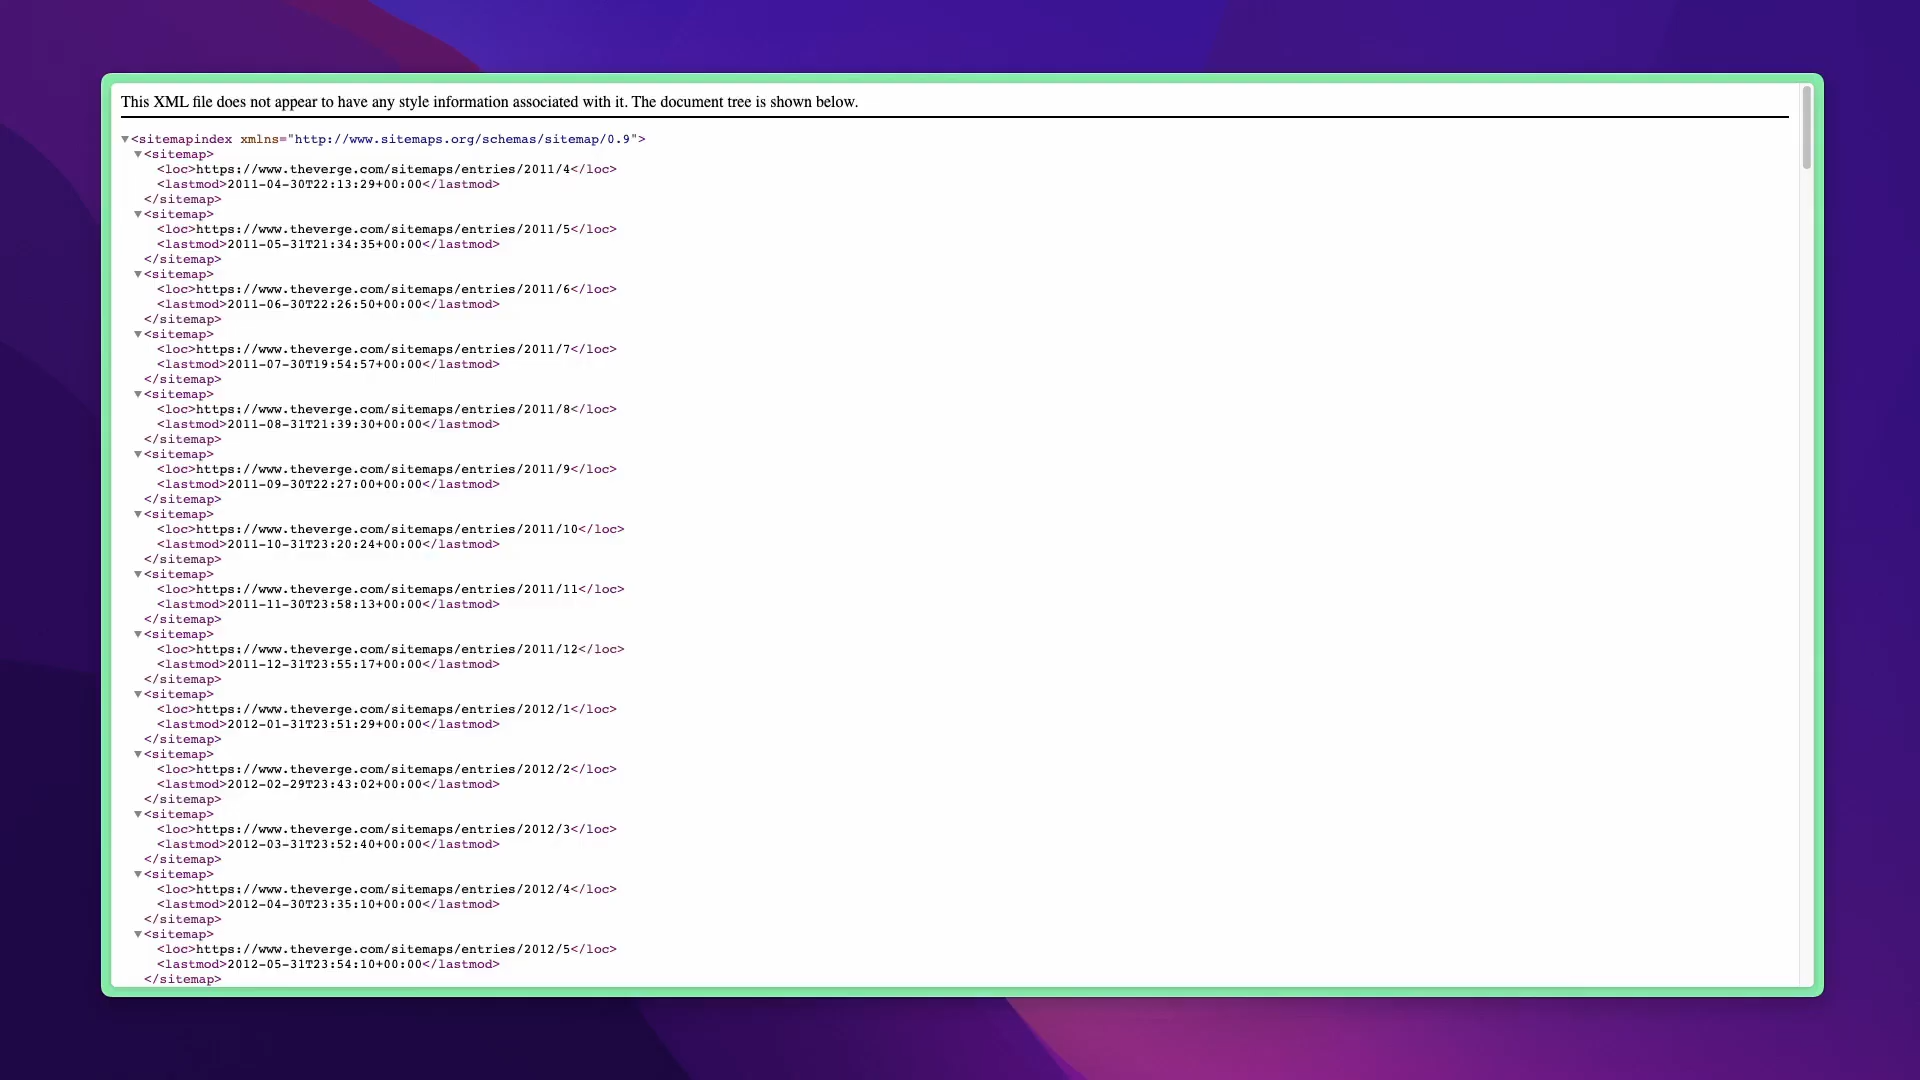 This XML file does not appear to have any style information associated with it. The document tree is shown below.
<sitemapindex xmlns="http://www.sitemaps.org/schemas/sitemap/0.9">
<sitemap>
<loc>https://www.theverge.com/sitemaps/entries/2011/4</loc>
<lastmod>2011-04-30T22:13:29+00:00</lastmod>
</sitemap>
<sitemap>
<loc>https://www.theverge.com/sitemaps/entries/2011/5</loc>
<lastmod>2011-05-31T21:34:35+00:00</lastmod>
</sitemap>
<sitemap>
<loc>https://www.theverge.com/sitemaps/entries/2011/6</loc>
<lastmod>2011-06-30T22:26:50+00:00</lastmod>
</sitemap>
<sitemap>
<loc>https://www.theverge.com/sitemaps/entries/2011/7</loc>
<lastmod>2011-07-30T19:54:57+00:00</lastmod>
</sitemap>
<sitemap>
<loc>https://www.theverge.com/sitemaps/entries/2011/8</loc>
<lastmod>2011-08-31T21:39:30+00:00</lastmod>
</sitemap>
<sitemap>
<loc>https://www.theverge.com/sitemaps/entries/2011/9</loc>
<lastmod>2011-09-30T22:27:00+00:00</lastmod>
</sitemap>
<sitemap>
<loc>https://www.theverge.com/sitemaps/entries/2011/10</loc>
<lastmod>2011-10-31T23:20:24+00:00</lastmod>
</sitemap>
<sitemap>
<loc>https://www.theverge.com/sitemaps/entries/2011/11</loc>
<lastmod>2011-11-30T23:58:13+00:00</lastmod>
</sitemap>
<sitemap>
<loc>https://www.theverge.com/sitemaps/entries/2011/12</loc>
<lastmod>2011-12-31T23:55:17+00:00</lastmod>
</sitemap>
<sitemap>
<loc>https://www.theverge.com/sitemaps/entries/2012/1</loc>
<lastmod>2012-01-31T23:51:29+00:00</lastmod>
</sitemap>
<sitemap>
<loc>https://www.theverge.com/sitemaps/entries/2012/2</loc>
<lastmod>2012-02-29T23:43:02+00:00</lastmod>
</sitemap>
<sitemap>
<loc>https://www.theverge.com/sitemaps/entries/2012/3</loc>
<lastmod>2012-03-31T23:52:40+00:00</lastmod>
</sitemap>
<sitemap>
<loc>https://www.theverge.com/sitemaps/entries/2012/4</loc>
<lastmod>2012-04-30T23:35:10+00:00</lastmod>
</sitemap>
<sitemap>
<loc>https://www.theverge.com/sitemaps/entries/2012/5</loc>
<lastmod>2012-05-31T23:54:10+00:00</lastmod>
</sitemap>